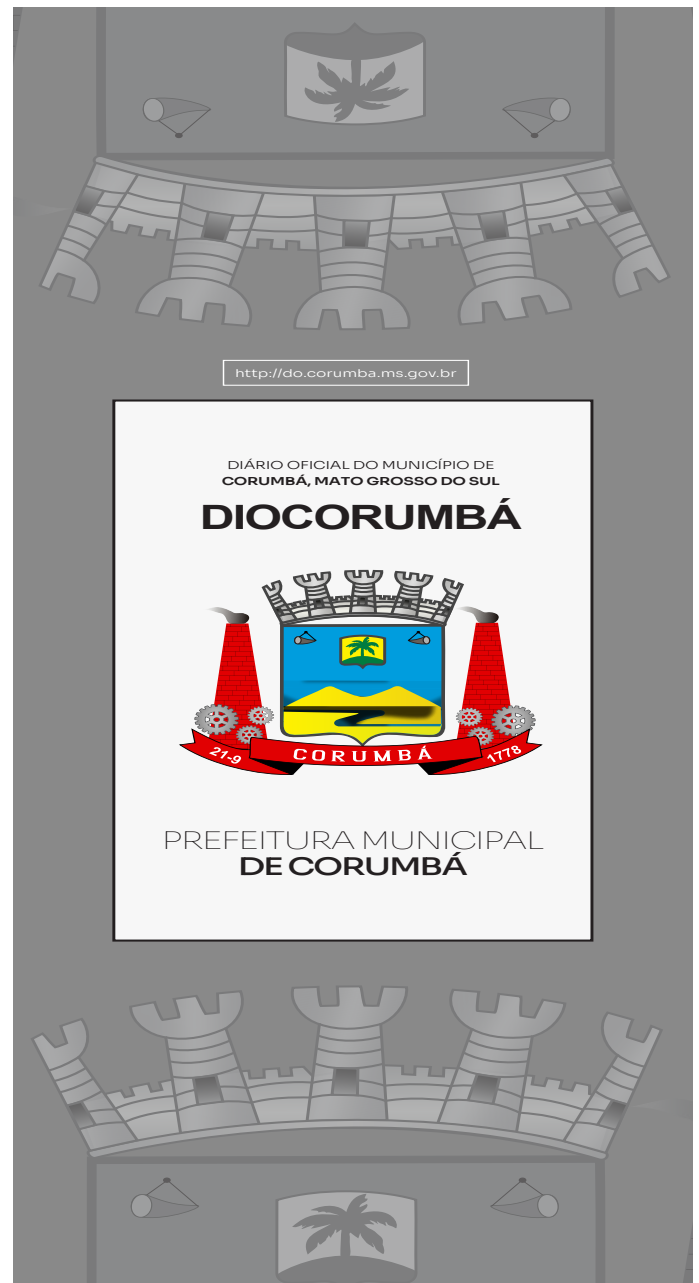 http://do.corumba.ms.gov.br
DIÁRIO OFICIAL DO MUNICÍPIO DE
CORUMBÁ, MATO GROSSO DO SUL
DIOCORUMBÁ
21-9 CORUMBÁ 1778
PREFEITURA MUNICIPAL
DE CORUMBÁ